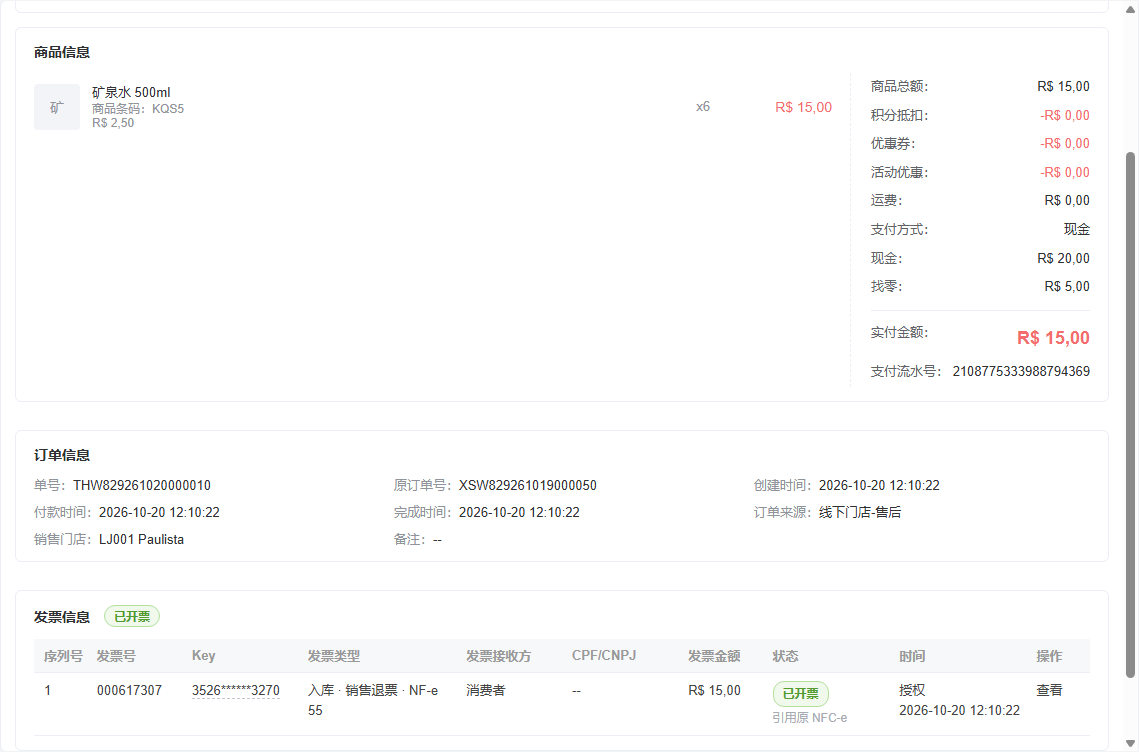 商品信息
矿
矿泉水 500ml
商品条码：KQS5
R$ 2,50
x6
R$ 15,00
商品总额：
R$ 15,00
积分抵扣：
-R$ 0,00
优惠券：
-R$ 0,00
活动优惠：
-R$ 0,00
运费：
R$ 0,00
支付方式：
现金
现金：
R$ 20,00
找零：
R$ 5,00
实付金额：
R$ 15,00
支付流水号：
2108775333988794369
订单信息
单号：THW829261020000010
原订单号：XSW829261019000050
创建时间：2026-10-20 12:10:22
付款时间：2026-10-20 12:10:22
完成时间：2026-10-20 12:10:22
订单来源：线下门店-售后
销售门店：LJ001 Paulista
备注：--
发票信息 已开票
序列号 发票号 Key 发票类型 发票接收方 CPF/CNPJ 发票金额 状态 时间 操作
1 000617307 3526******3270 入库 · 销售退票 · NF-e 消费者 -- R$ 15,00 已开票 授权 查看
55 引用原 NFC-e 2026-10-20 12:10:22